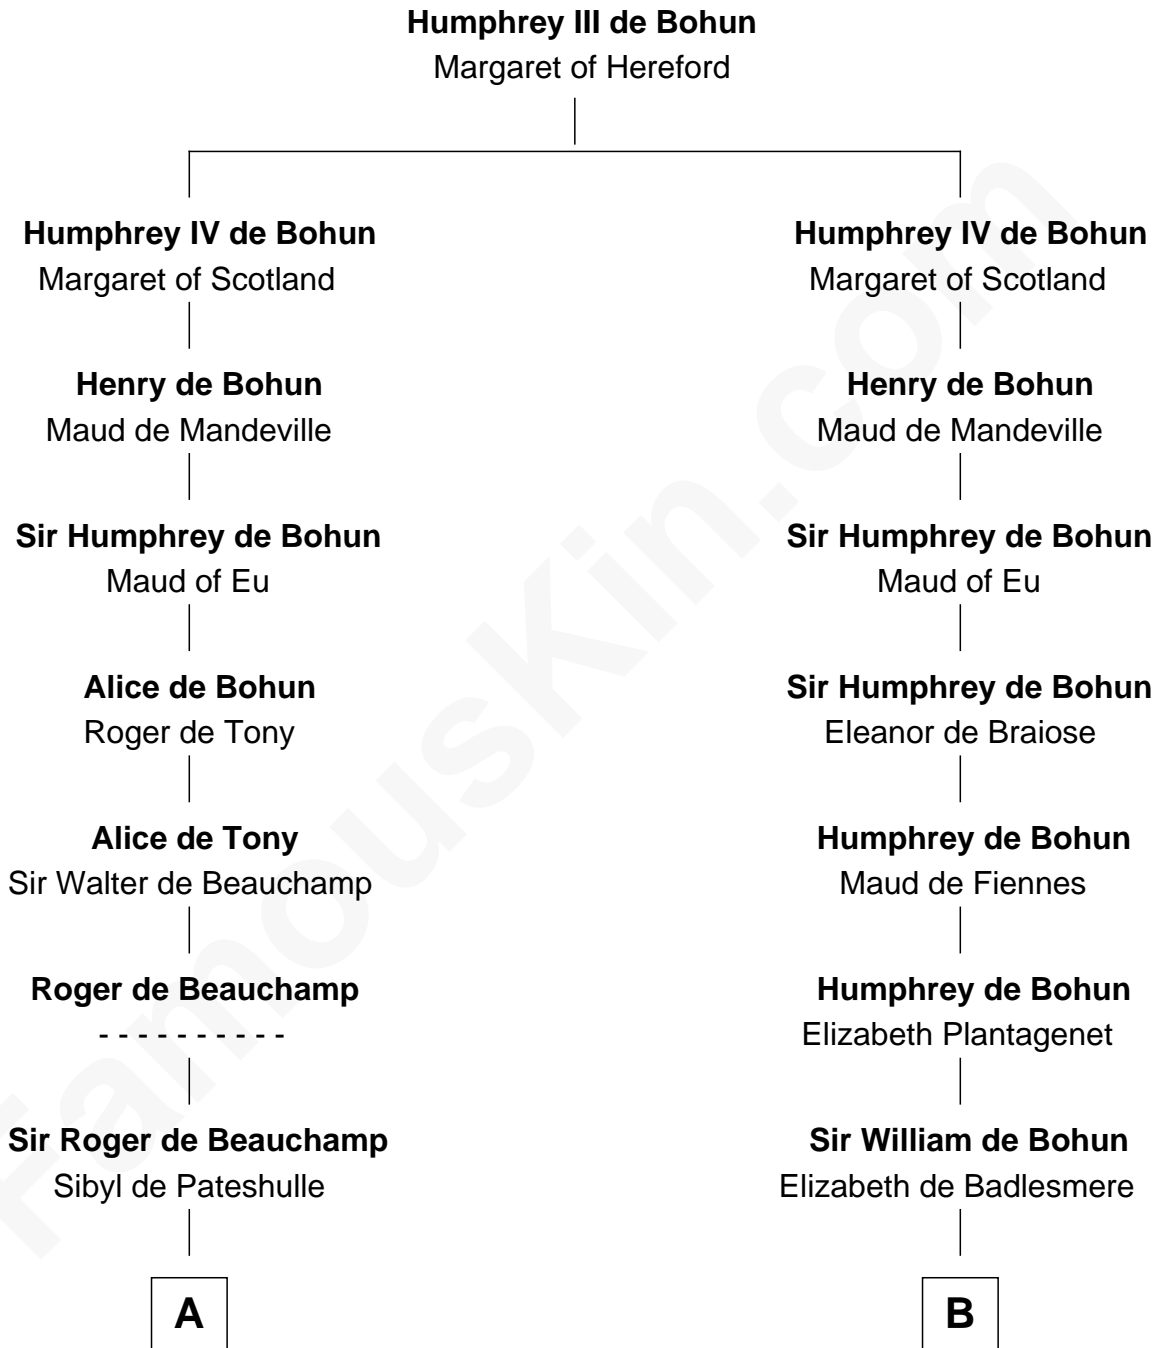 Humphrey III de Bohun
Margaret of Hereford
Humphrey IV de Bohun
Margaret of Scotland
Humphrey IV de Bohun
Margaret of Scotland
Henry de Bohun
Maud de Mandeville
Henry de Bohun
Maud de Mandeville
Sir Humphrey de Bohun
Maud of Eu
Sir Humphrey de Bohun
Maud of Eu
Alice de Bohun
Roger de Tony
Sir Humphrey de Bohun
Eleanor de Braiose
Alice de Tony
Sir Walter de Beauchamp
Humphrey de Bohun
Maud de Fiennes
Roger de Beauchamp
- - - - - - - - - -
Humphrey de Bohun
Elizabeth Plantagenet
Sir Roger de Beauchamp
Sibyl de Pateshulle
Sir William de Bohun
Elizabeth de Badlesmere
A
B
FamousKin.com